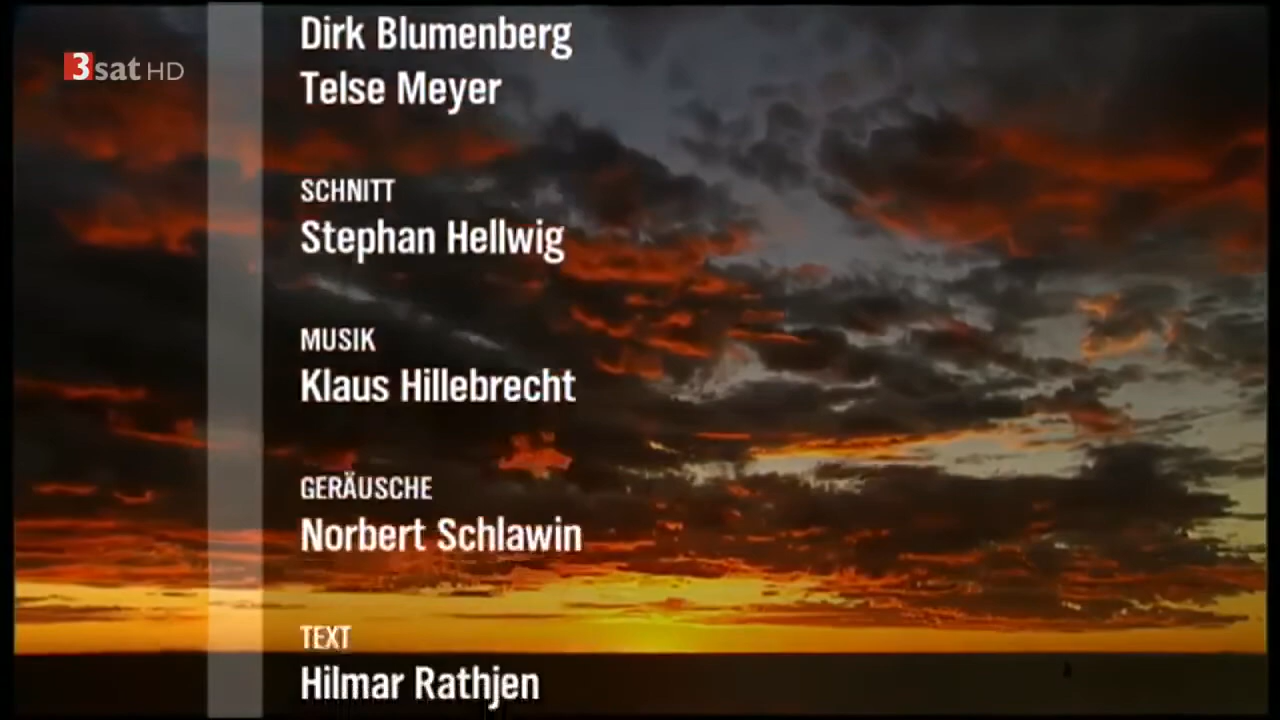 Dirk Blumenberg
3sat HD
Telse Meyer
SCHNITT
Stephan Hellwig
MUSIK
Klaus Hillebrecht
GERÄUSCHE
Norbert Schlawin
TEXT
Hilmar Rathjen